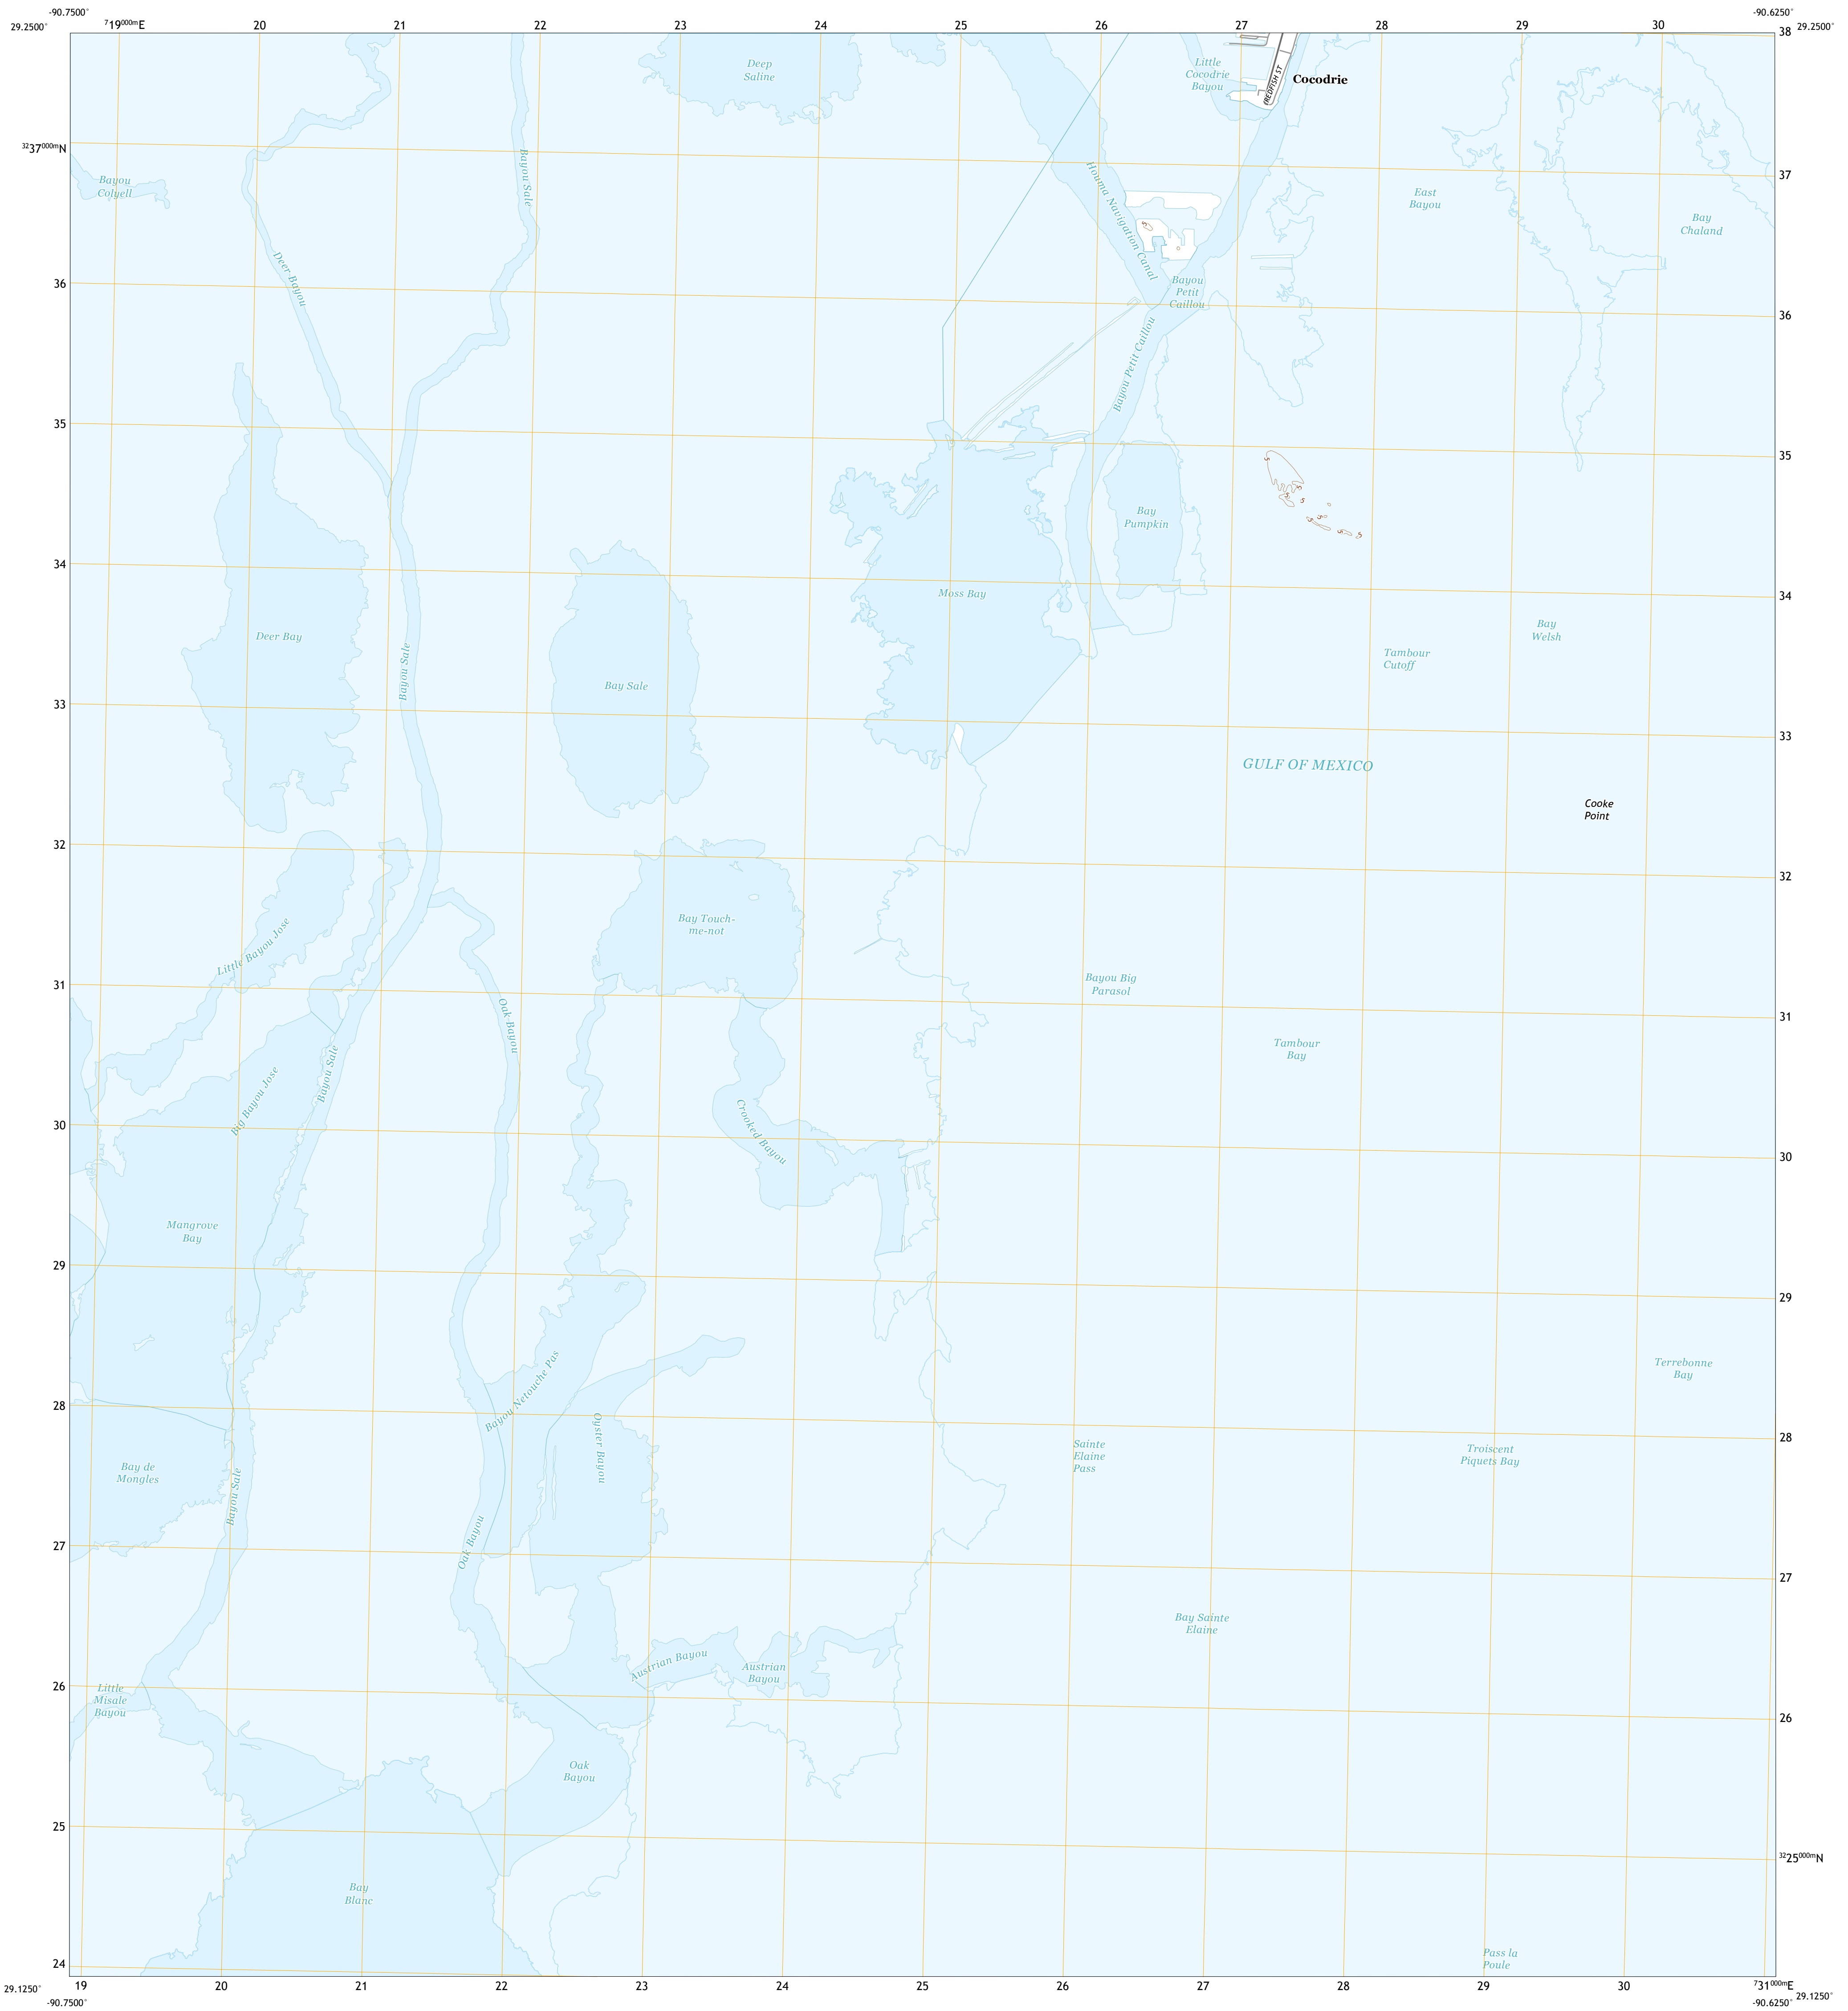 -90.7500°
-90.6250°
29.2500°
⁷19⁰⁰⁰ᵐE
20
21
22
23
24
25
26
27
28
29
30
38
29.2500°
Deep
Saline
Little
Cocodrie
Bayou
REDFISH ST
Cocodrie
³²37⁰⁰⁰ᵐN
37
Bayou
Colyell
Bayou Sale
Houma Navigation Canal
East
Bayou
Bay
Chaland
5
Deer Bayou
36
Bayou
Petit
Caillou
36
Bayou Petit Caillou
35
35
5
5
5
5
5
5
5
5
Bay
Pumpkin
34
34
Moss Bay
Bay
Welsh
Deer Bay
Tambour
Cutoff
Bayou Sale
Bay Sale
33
33
GULF OF MEXICO
Cooke
Point
32
32
Bay Touch-
me-not
Little Bayou Jose
Bayou Big
Parasol
31
31
Oak Bayou
Tambour
Bay
Bayou Sale
Big Bayou Jose
Crooked Bayou
30
30
Mangrove
Bay
29
29
Bayou Netouche Pas
Terrebonne
Bay
28
28
Oyster Bayou
Sainte
Elaine
Pass
Troiscent
Piquets Bay
Bay de
Mongles
Bayou Sale
Oak Bayou
27
27
Bay Sainte
Elaine
Austrian Bayou
Austrian
Bayou
26
26
Little
Misale
Bayou
Oak
Bayou
25
³²25⁰⁰⁰ᵐN
Bay
Blanc
Pass la
Poule
24
29.1250°
19
20
21
22
23
24
25
26
27
28
29
30
⁷31⁰⁰⁰ᵐE
29.1250°
-90.7500°
-90.6250°